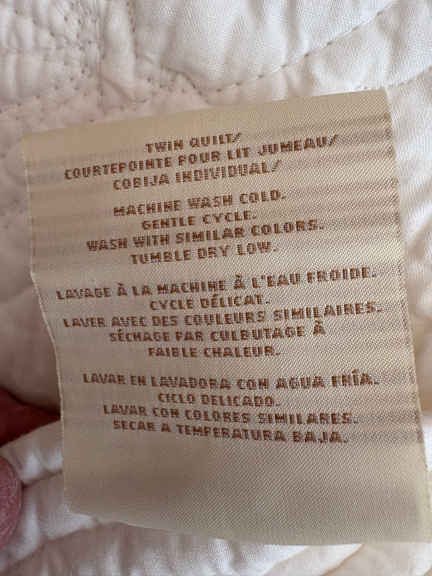 TWIN QUILT/
COURTEPOINTE POUR LIT JUMEAU/
COBIJA INDIVIDUAL/
MACHINE WASH COLD.
GENTLE CYCLE.
WASH WITH SIMILAR COLORS.
TUMBLE DRY LOW.
LAVAGE À LA MACHINE À L'EAU FROIDE.
CYCLE DÉLICAT.
LAVER AVEC DES COULEURS SIMILAIRES.
SÉCHAGE PAR CULBUTAGE À
FAIBLE CHALEUR.
LAVAR EN LAVADORA CON AGUA FRÍA.
CICLO DELICADO.
LAVAR CON COLORES SIMILARES.
SECAR A TEMPERATURA BAJA.